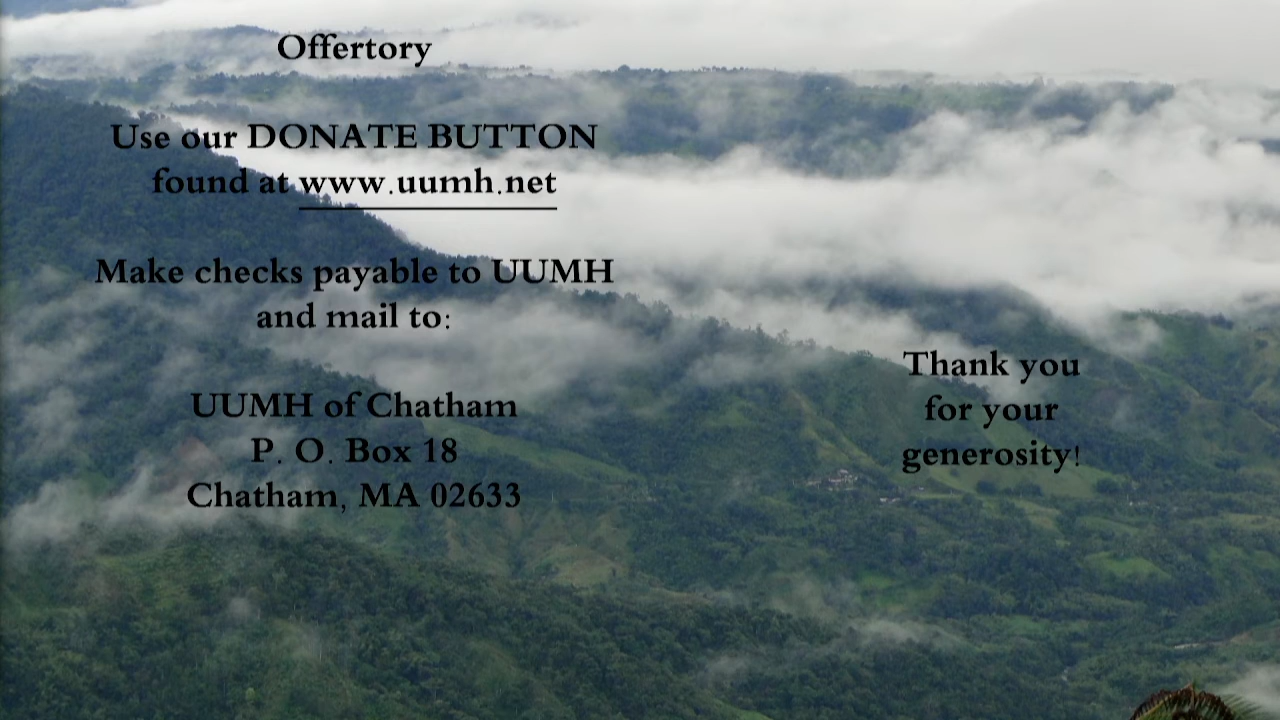 Offertory
Use our DONATE BUTTON
found at www.uumh.net
Make checks payable to UUMH
and mail to:
UUMH of Chatham
P. O. Box 18
Chatham, MA 02633
Thank you
for your
generosity!